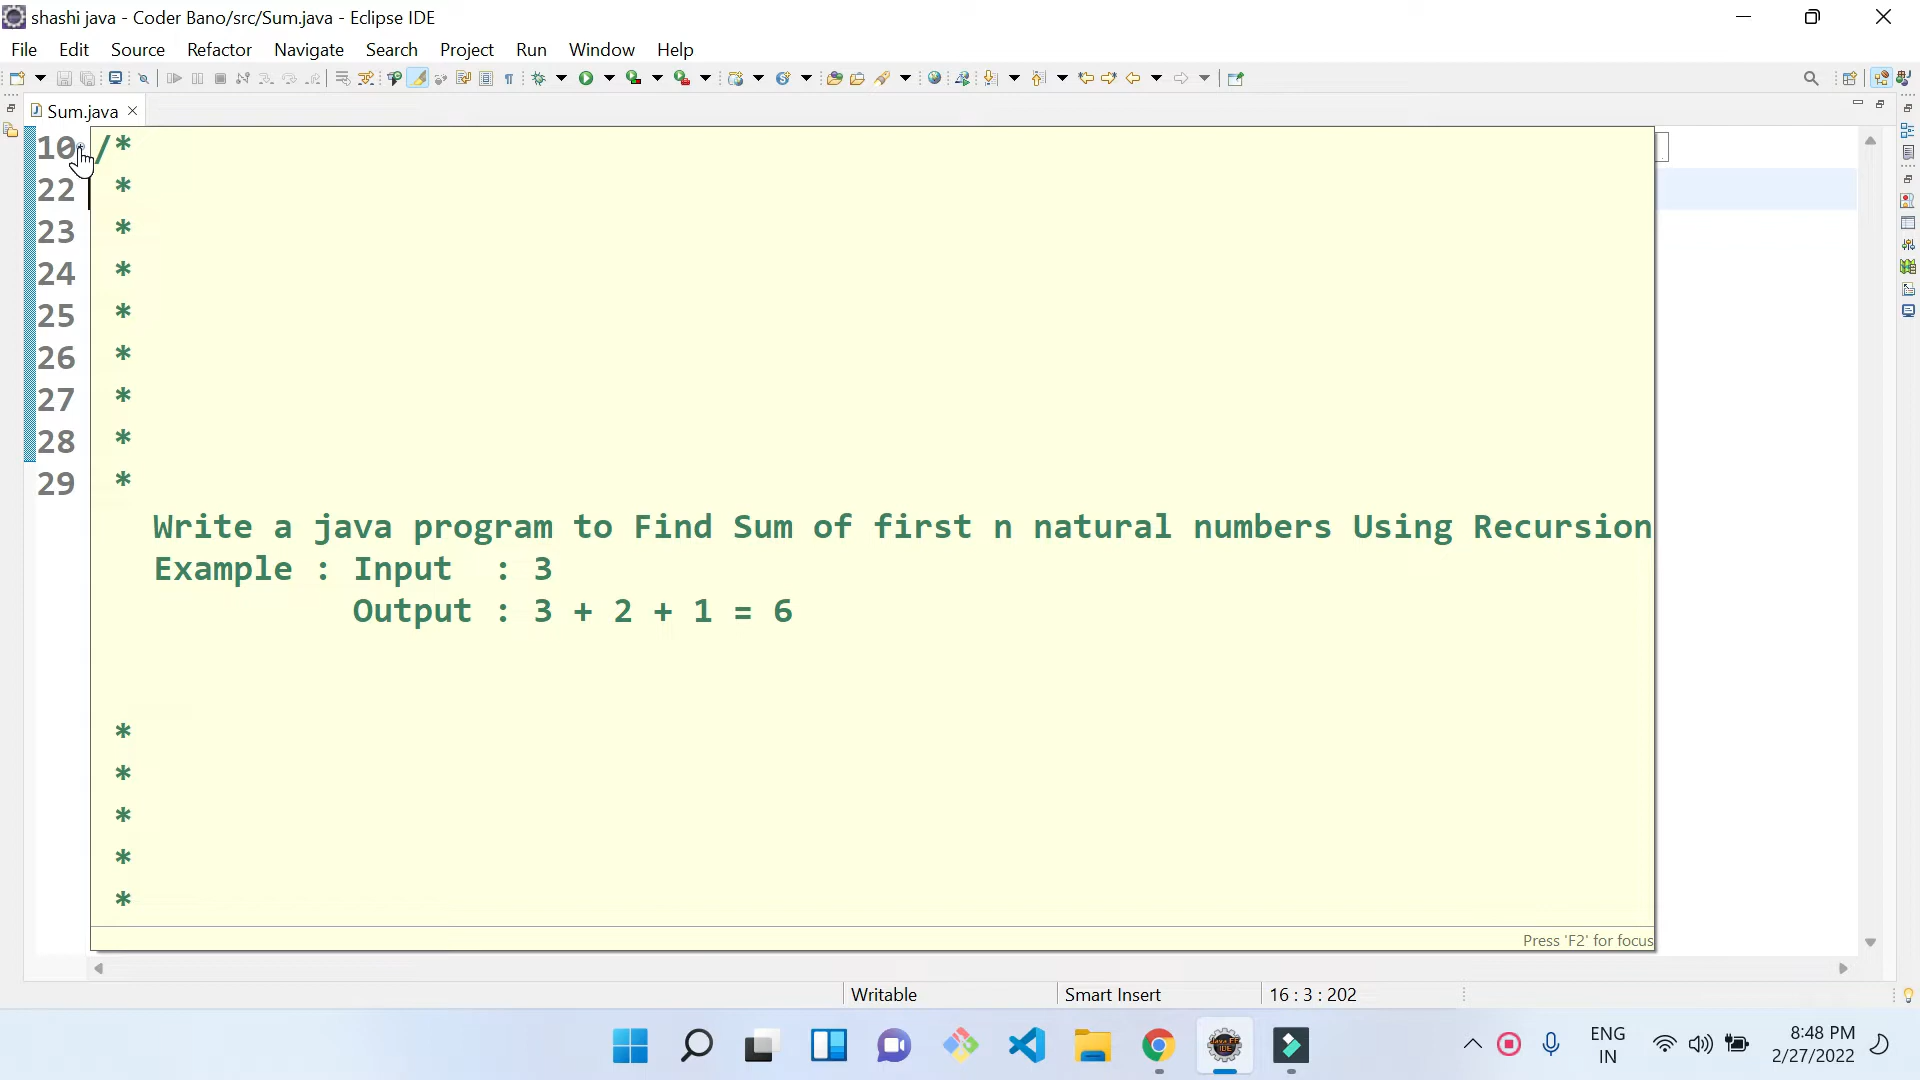 shashi java - Coder Bano/src/Sum.java - Eclipse IDE
File Edit Source Refactor Navigate Search Project Run Window Help
Sum.java
10 /*
22 *
23 *
24 *
25 *
26 *
27 *
28 *
29 *
Write a java program to Find Sum of first n natural numbers Using Recursion
Example : Input : 3
Output : 3 + 2 + 1 = 6
*
*
*
*
*
Press 'F2' for focus
Writable Smart Insert 16 : 3 : 202
ENG 8:48 PM
IN 2/27/2022